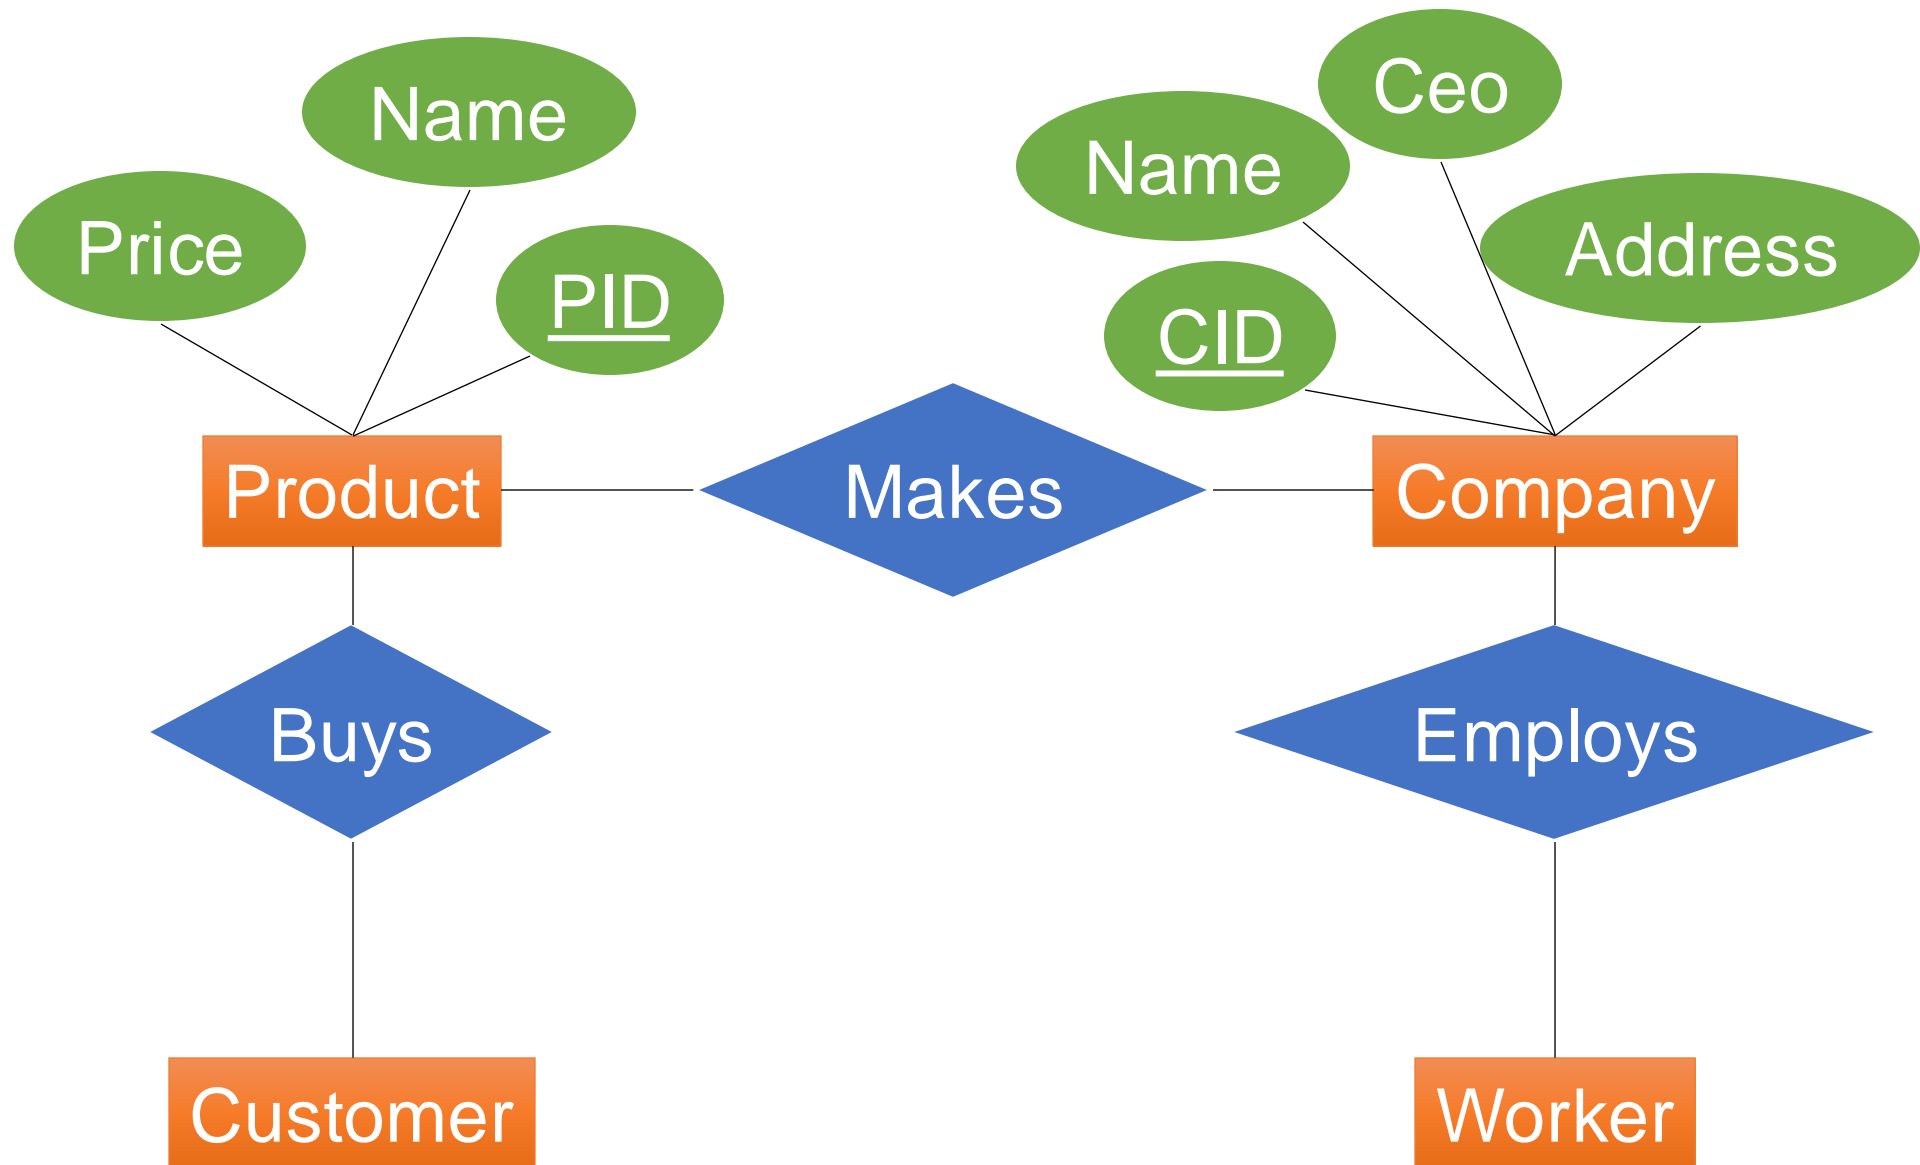 Ceo
Name
Name
Price
Address
PID
CID
Product
Makes
Company
Buys
Employs
Customer
Worker